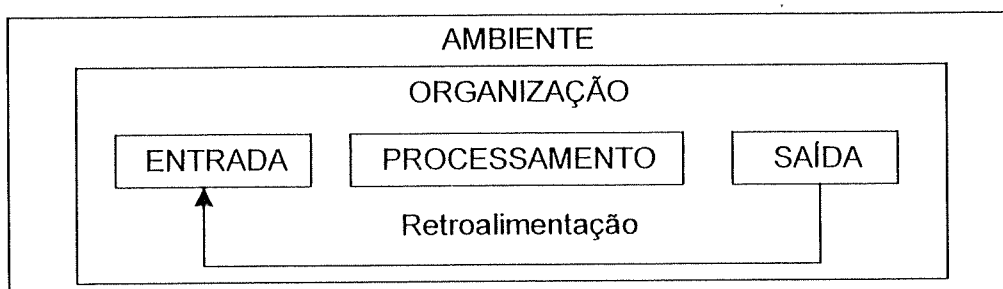 AMBIENTE
ORGANIZAÇÃO
ENTRADA PROCESSAMENTO SAÍDA
Retroalimentação